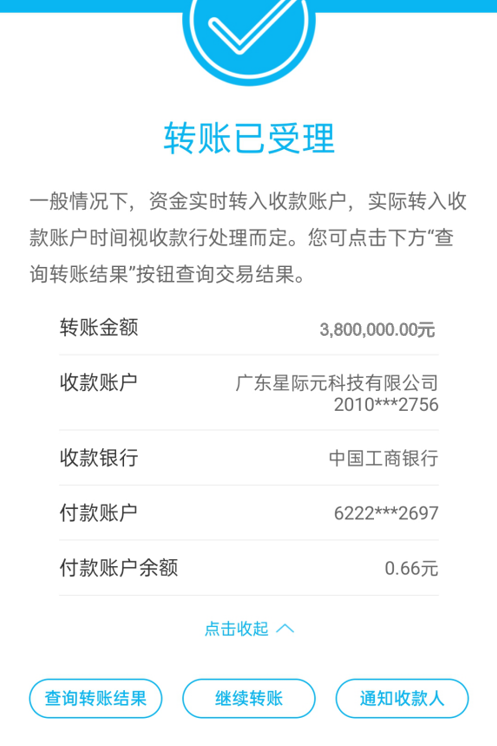 转账已受理
一般情况下，资金实时转入收款账户，实际转入收
款账户时间视收款行处理而定。您可点击下方“查
询转账结果”按钮查询交易结果。
转账金额 3,800,000.00元
收款账户 广东星际元科技有限公司
2010***2756
收款银行 中国工商银行
付款账户 6222***2697
付款账户余额 0.66元
点击收起
查询转账结果 继续转账 通知收款人